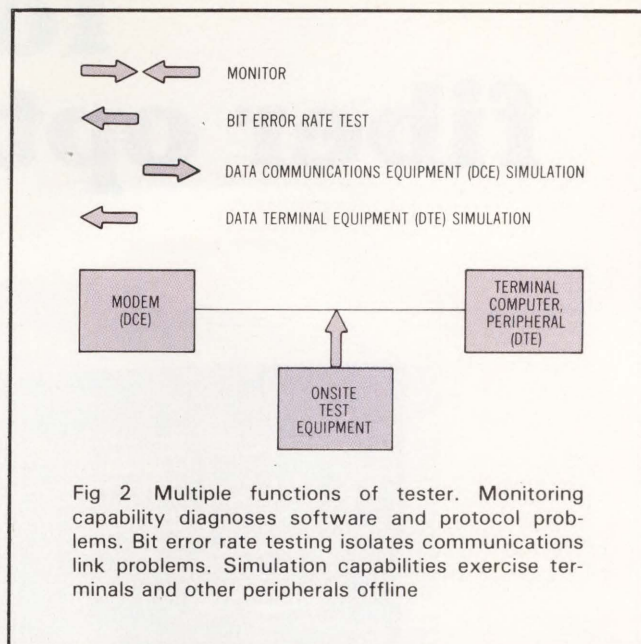 MONITOR
BIT ERROR RATE TEST
DATA COMMUNICATIONS EQUIPMENT (DCE) SIMULATION
DATA TERMINAL EQUIPMENT (DTE) SIMULATION
MODEM
(DCE)
TERMINAL
COMPUTER,
PERIPHERAL
(DTE)
ONSITE
TEST
EQUIPMENT
Fig 2 Multiple functions of tester. Monitoring
capability diagnoses software and protocol prob-
lems. Bit error rate testing isolates communications
link problems. Simulation capabilities exercise ter-
minals and other peripherals offline